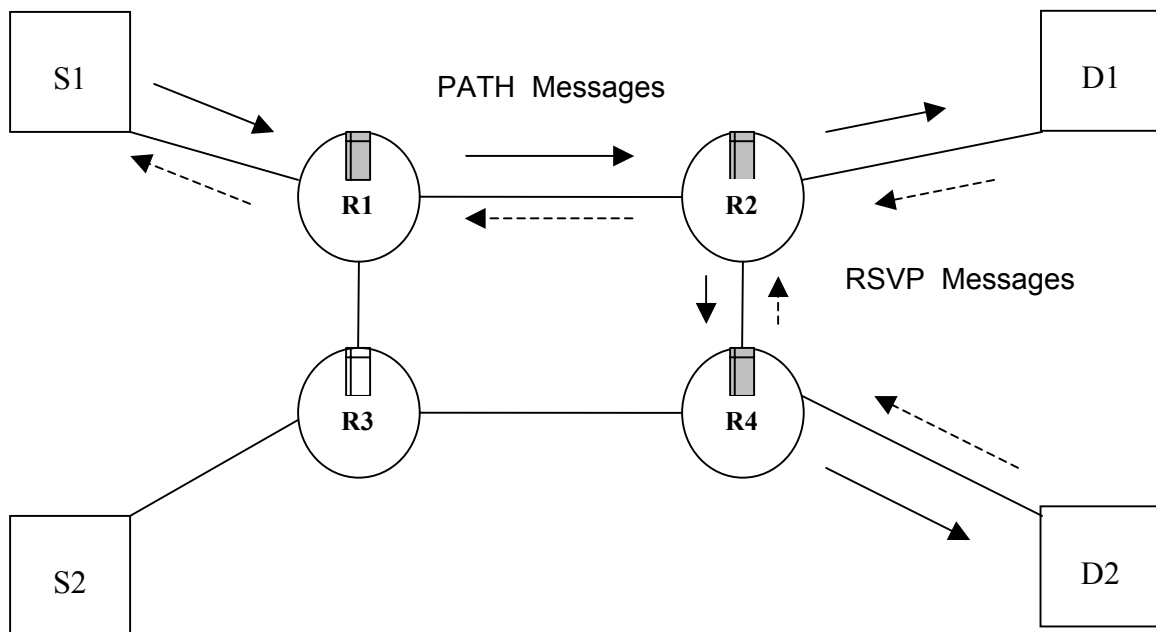 S1
D1
PATH Messages
R1
R2
RSVP Messages
R3
R4
S2
D2